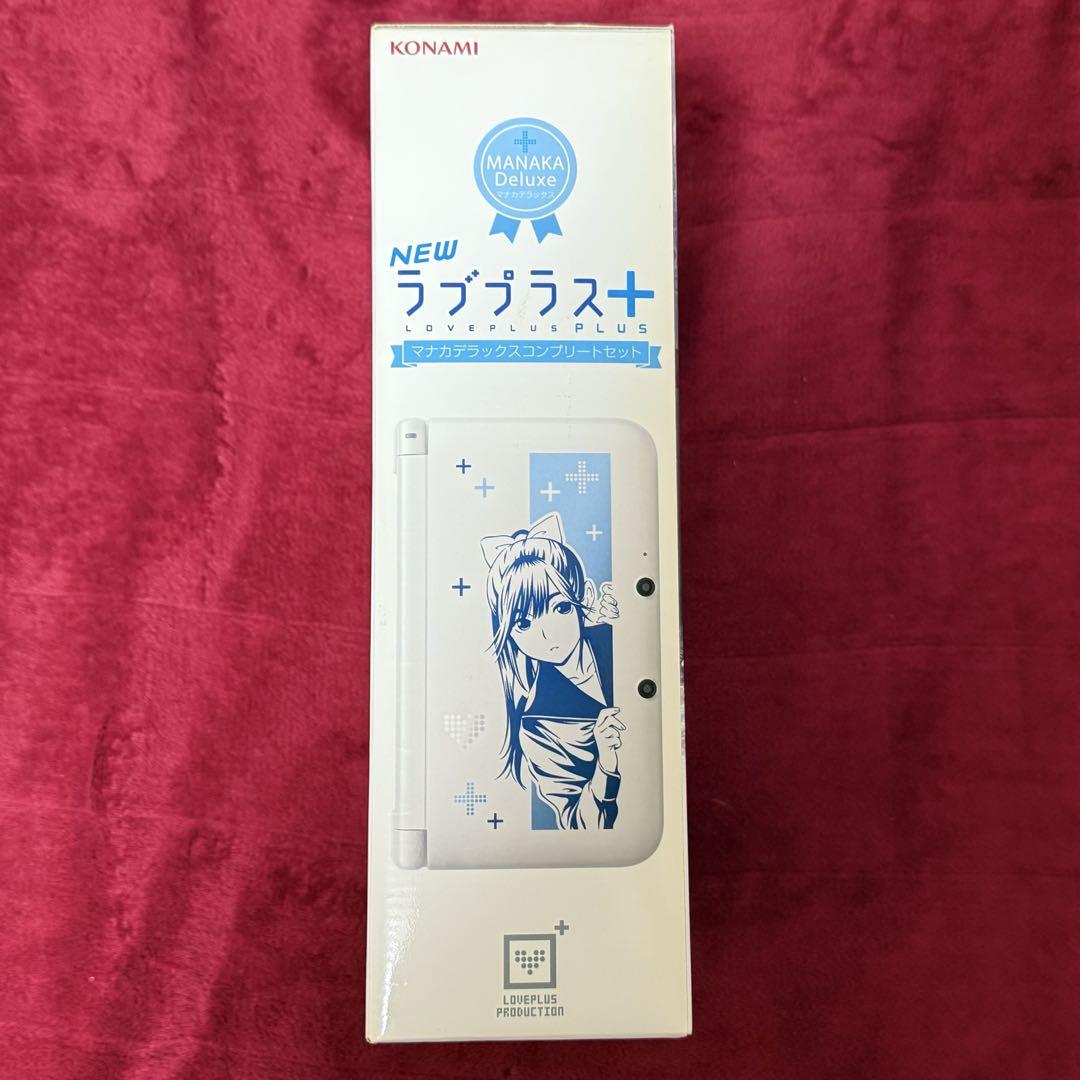 KONAMI
MANAKA
Deluxe
マナカデラックス
NEW
ラブプラス+
LOVEPLUS PLUS
マナカデラックスコンプリートセット
LOVEPLUS
PRODUCTION